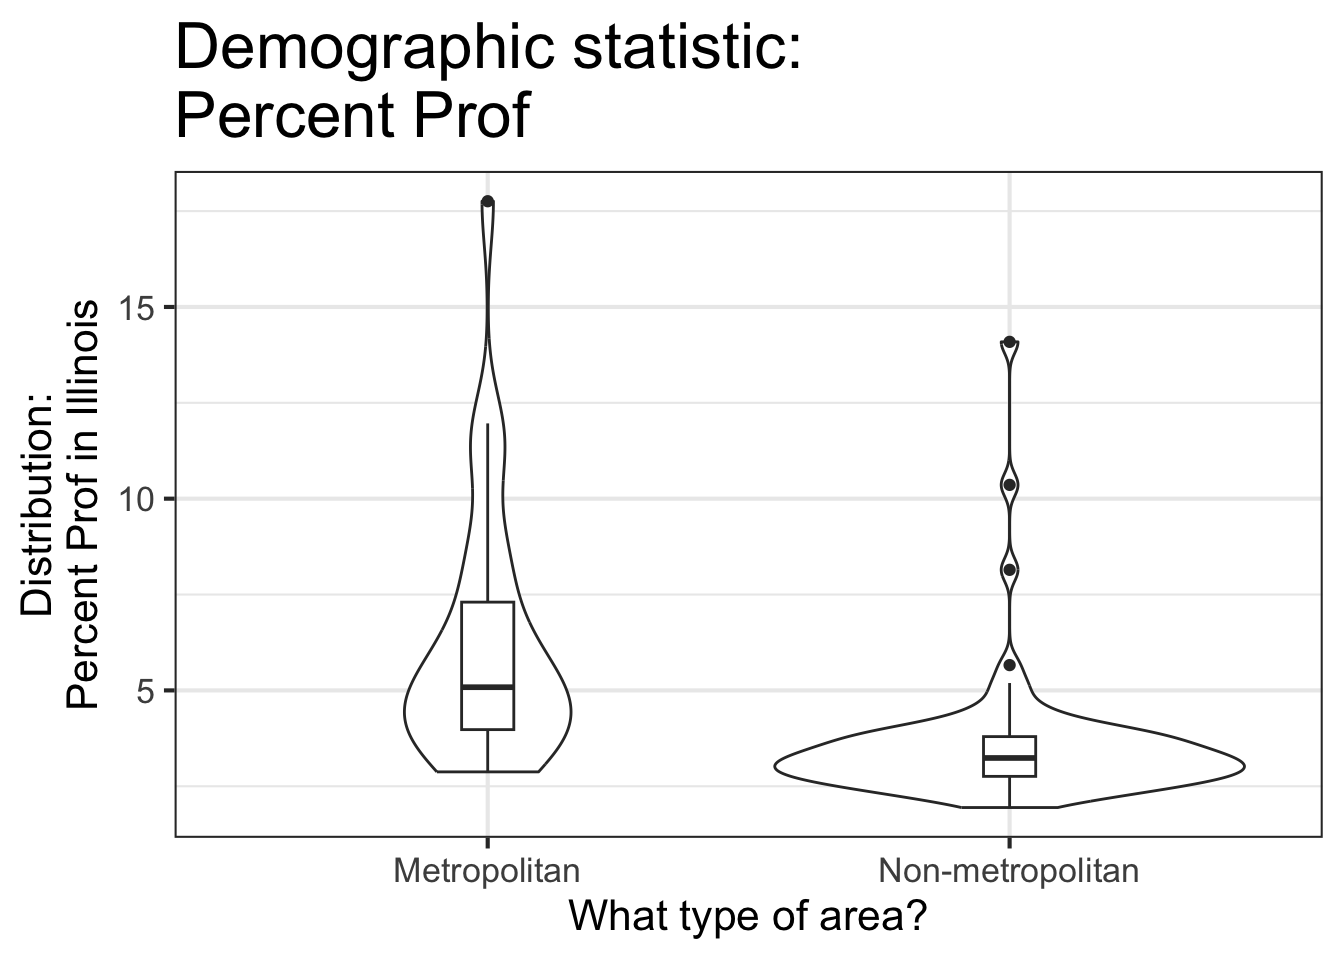 Demographic statistic:
Percent Prof
Distribution:
Percent Prof in Illinois
15
10
5
Metropolitan
Non-metropolitan
What type of area?